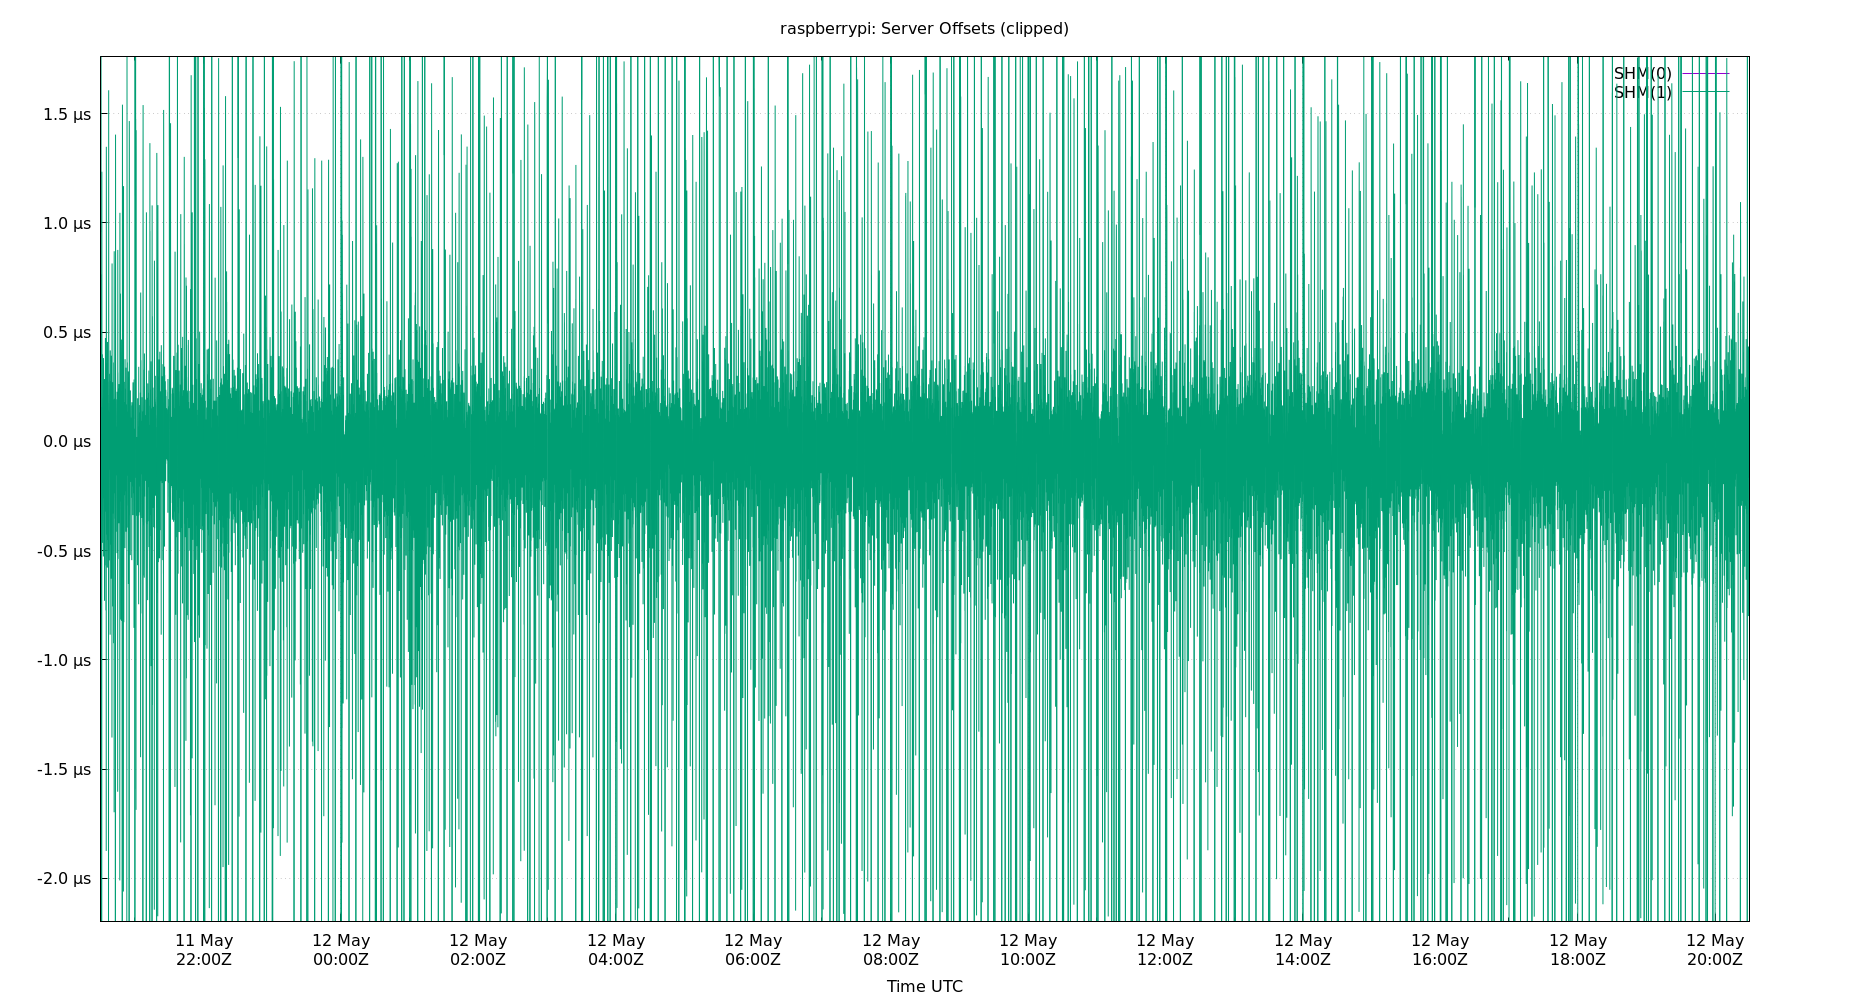 raspberrypi: Server Offsets (clipped)
SHM(0)
SHM(1)
1.5 µs
1.0 µs
0.5 µs
0.0 µs
-0.5 µs
-1.0 µs
-1.5 µs
-2.0 µs
11 May 12 May 12 May 12 May 12 May 12 May 12 May 12 May 12 May 12 May 12 May 12 May
22:00Z 00:00Z 02:00Z 04:00Z 06:00Z 08:00Z 10:00Z 12:00Z 14:00Z 16:00Z 18:00Z 20:00Z
Time UTC